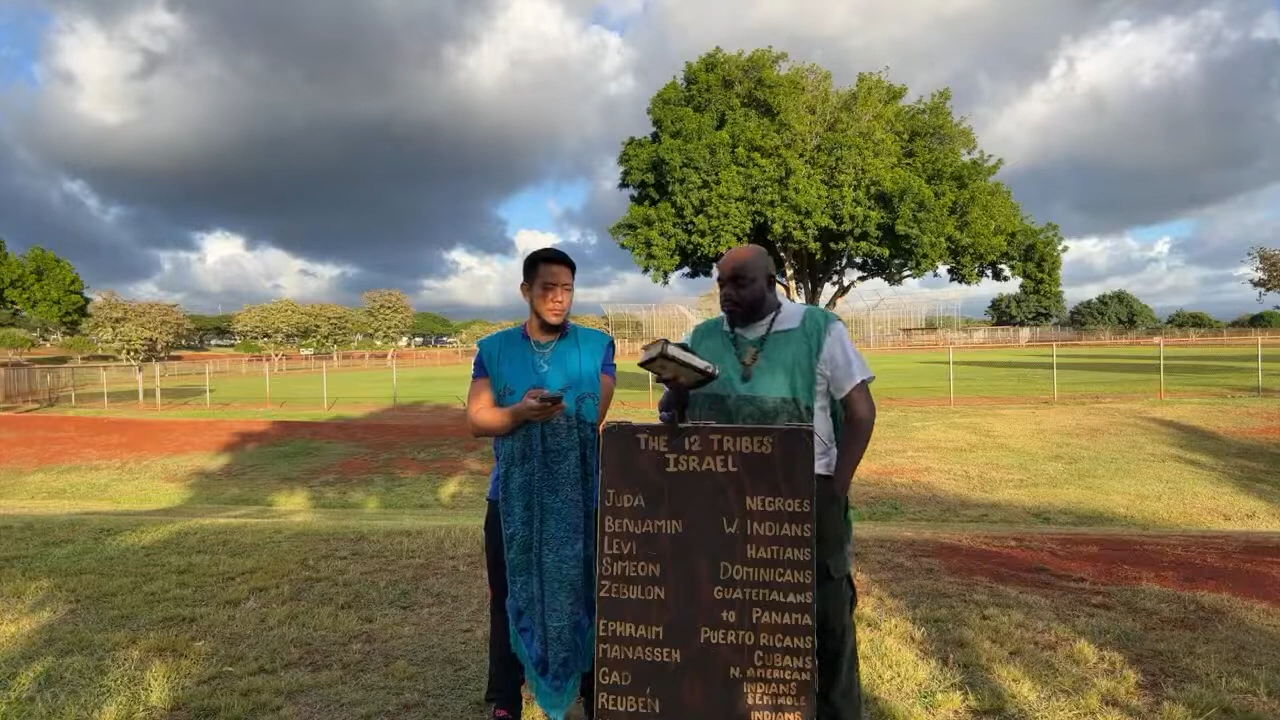 THE 12 TRIBES
ISRAEL
JUDA NEGROES
BENJAMIN W. INDIANS
LEVI HAITIANS
SIMEON DOMINICANS
ZEBULON GUATEMALANS
to PANAMA
EPHRAIM PUERTO RICANS
MANASSEH CUBANS
GAD N. AMERICAN
INDIANS
REUBEN SEMINOLE
INDIANS